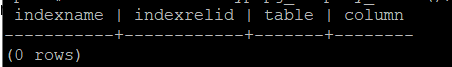 indexname | indexrelid | table | column
-----------+------------+-------+--------
(0 rows)